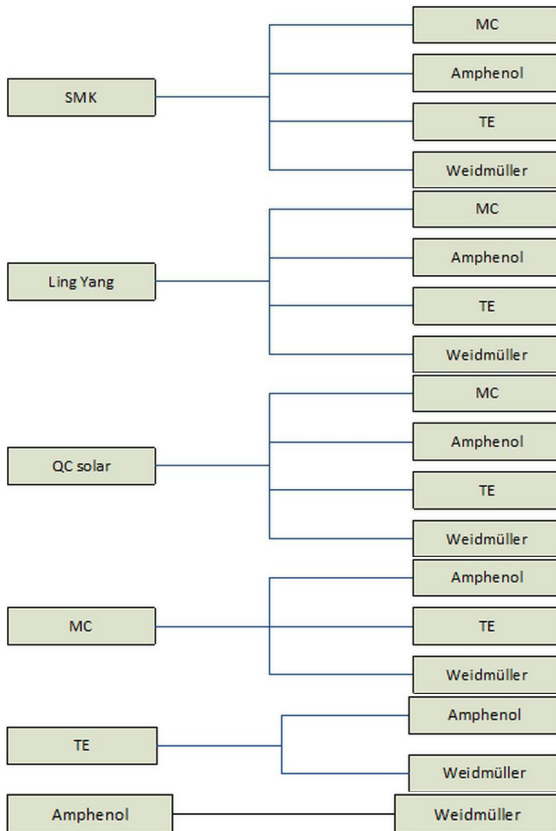 SMK
MC
Amphenol
TE
Weidmüller
Ling Yang
MC
Amphenol
TE
Weidmüller
QC solar
MC
Amphenol
TE
Weidmüller
MC
Amphenol
TE
Weidmüller
TE
Amphenol
Weidmüller
Amphenol
Weidmüller